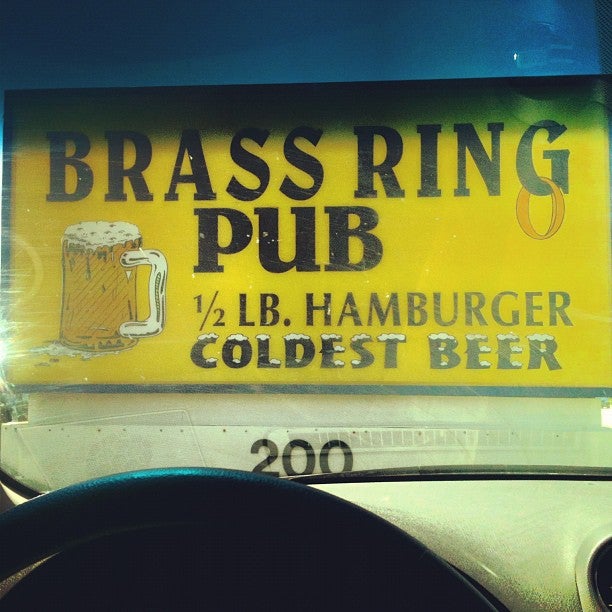 BRASS RING
PUB
½ LB. HAMBURGER
COLDEST BEER
200